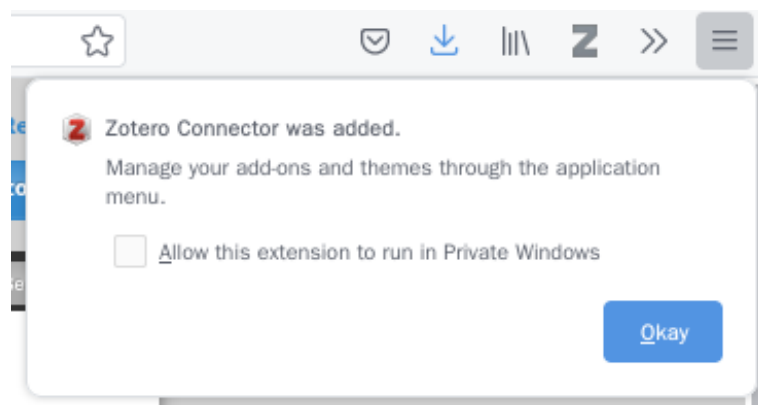 Zotero Connector was added.
Manage your add-ons and themes through the application
menu.
Allow this extension to run in Private Windows
Okay